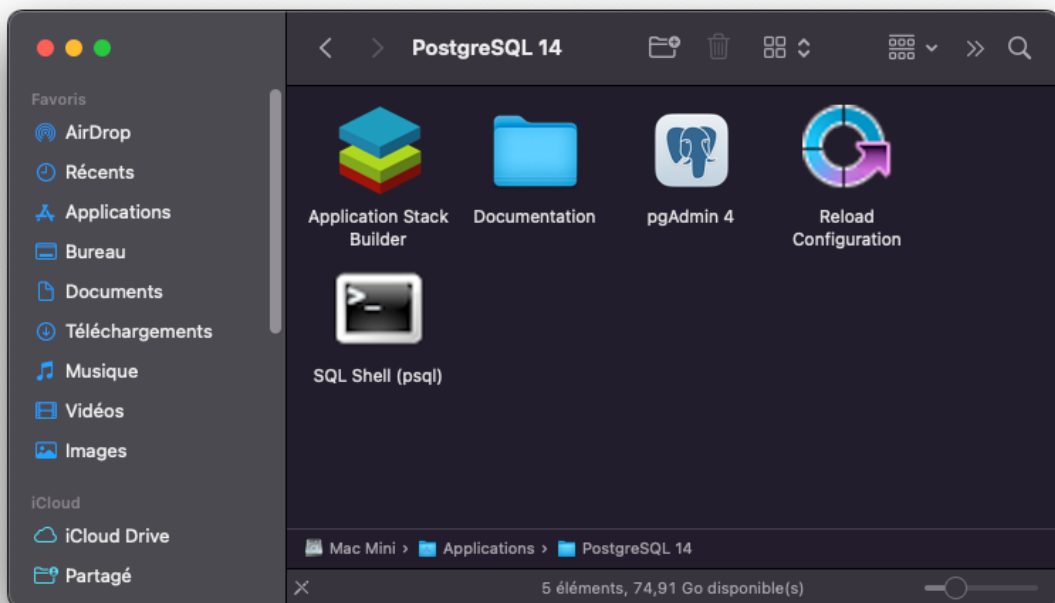 PostgreSQL 14
Favoris
AirDrop
Récents
Applications
Bureau
Documents
Téléchargements
Musique
Vidéos
Images
iCloud
iCloud Drive
Partagé
Application Stack
Builder
Documentation
pgAdmin 4
Reload
Configuration
>_
SQL Shell (psql)
Mac Mini › Applications › PostgreSQL 14
5 éléments, 74,91 Go disponible(s)